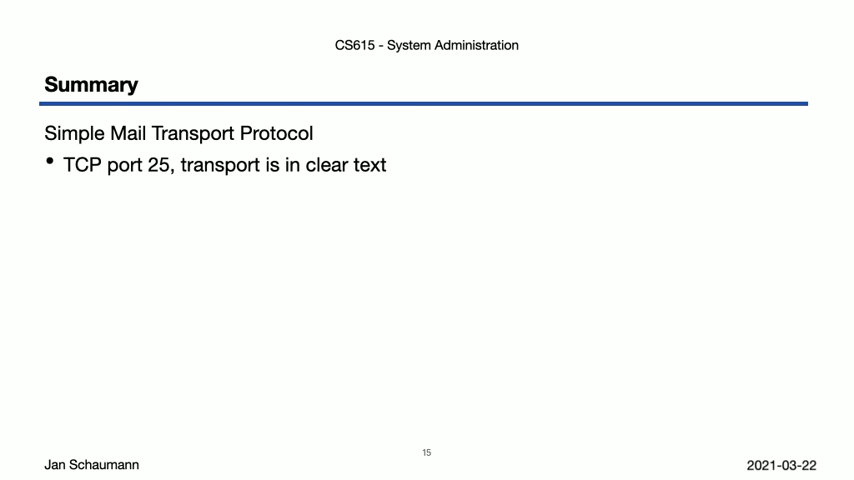 CS615 - System Administration
Summary
Simple Mail Transport Protocol
• TCP port 25, transport is in clear text
15
Jan Schaumann
2021-03-22